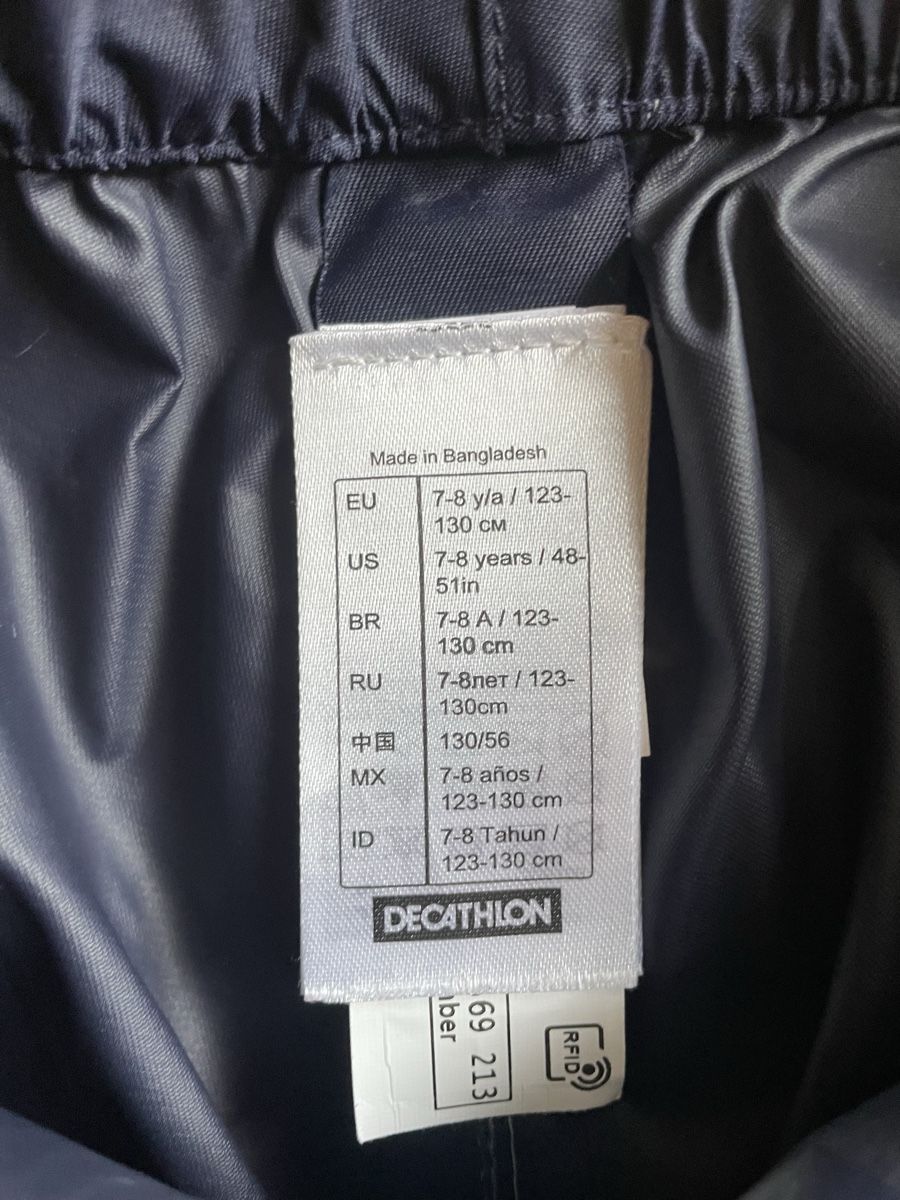 Made in Bangladesh
EU 7-8 y/a / 123-
130 см
US 7-8 years / 48-
51in
BR 7-8 A / 123-
130 cm
RU 7-8лет / 123-
130cm
中国 130/56
MX 7-8 años /
123-130 cm
ID 7-8 Tahun /
123-130 cm
DECATHLON
69 213
ber
RFID